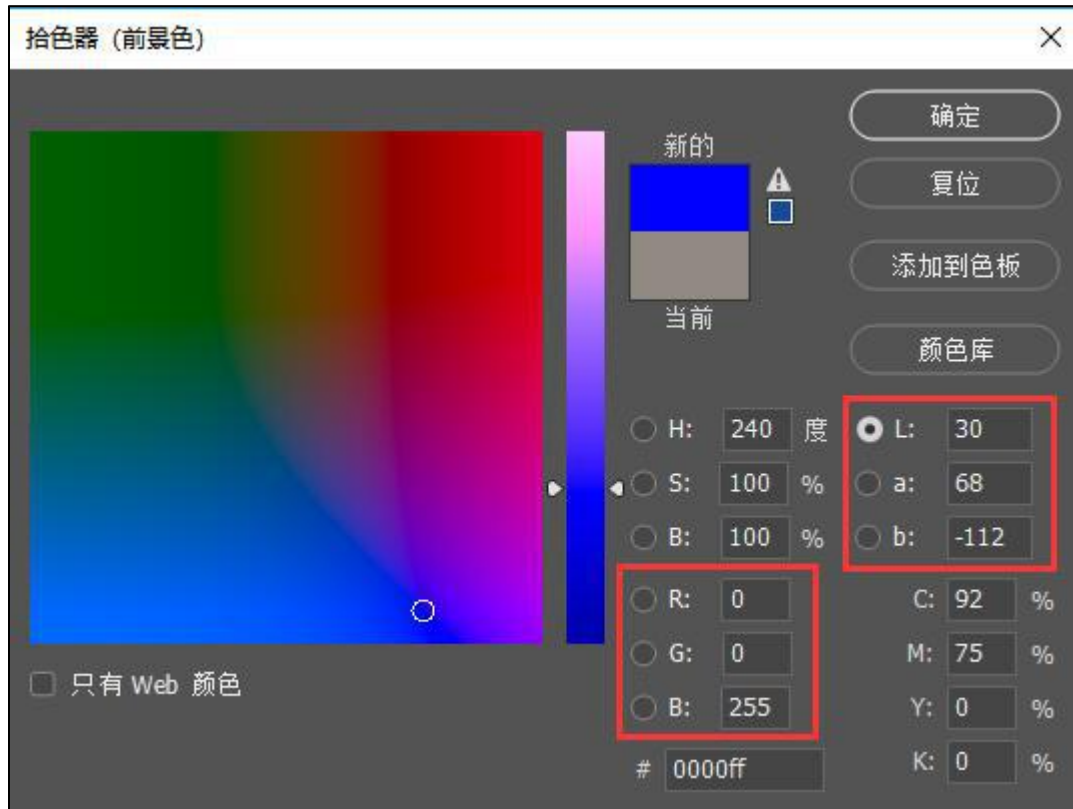 拾色器 (前景色)
新的
当前
确定
复位
添加到色板
颜色库
H: 240 度
S: 100 %
B: 100 %
L: 30
a: 68
b: -112
R: 0
G: 0
B: 255
# 0000ff
C: 92 %
M: 75 %
Y: 0 %
K: 0 %
只有 Web 颜色